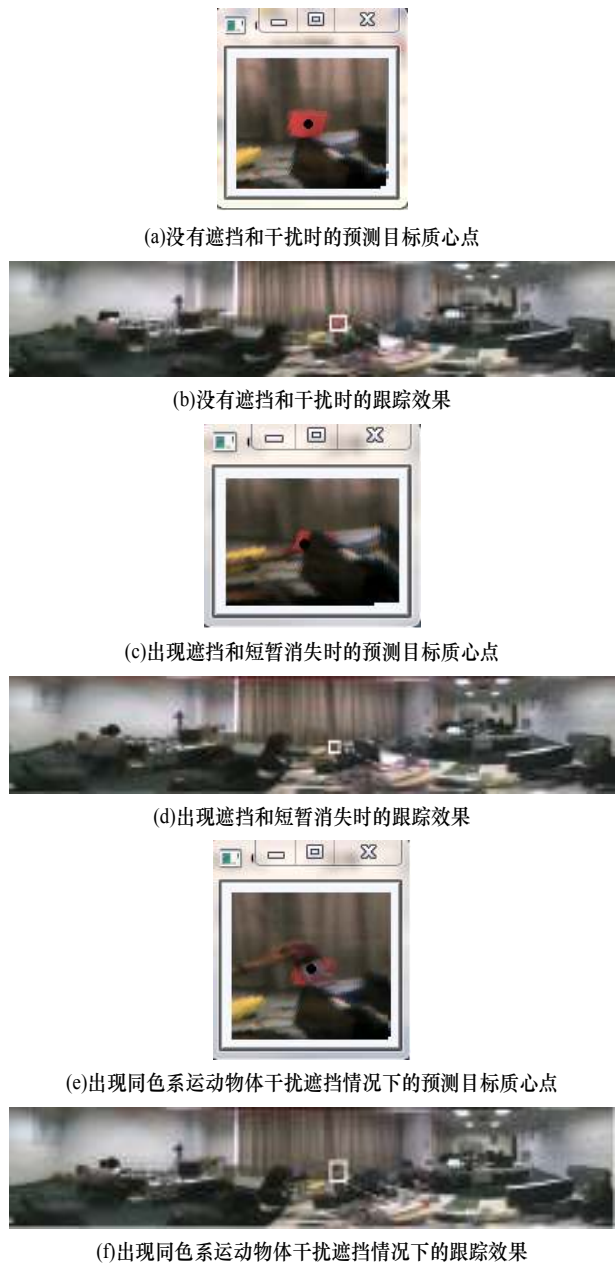 (a)没有遮挡和干扰时的预测目标质心点
(b)没有遮挡和干扰时的跟踪效果
(c)出现遮挡和短暂消失时的预测目标质心点
(d)出现遮挡和短暂消失时的跟踪效果
(e)出现同色系运动物体干扰遮挡情况下的预测目标质心点
(f)出现同色系运动物体干扰遮挡情况下的跟踪效果